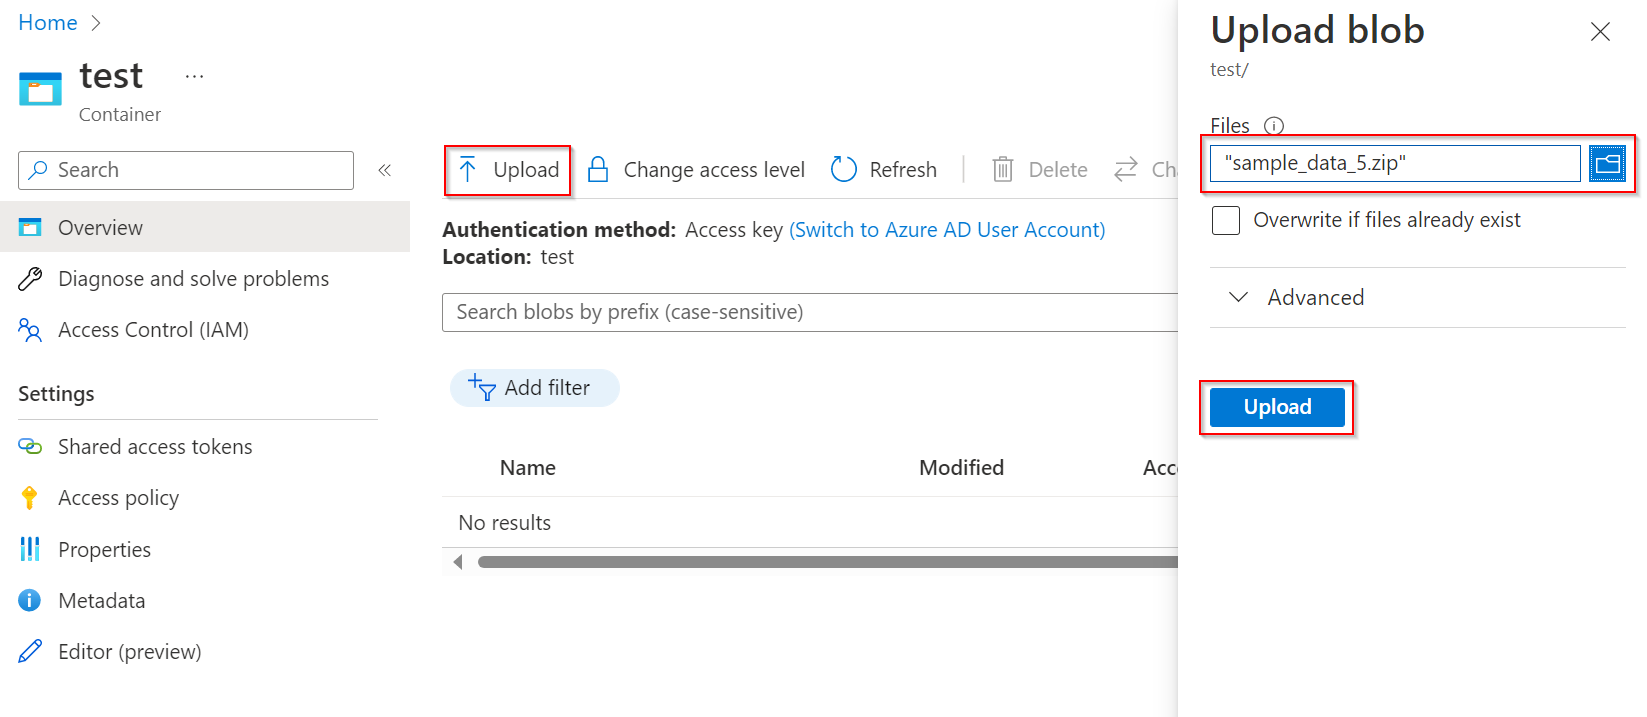 Home
test
...
Container
Search
Overview
Diagnose and solve problems
Access Control (IAM)
Settings
Shared access tokens
Access policy
Properties
Metadata
Editor (preview)
Upload Change access level Refresh Delete Ch
Authentication method: Access key (Switch to Azure AD User Account)
Location: test
Search blobs by prefix (case-sensitive)
Add filter
Name Modified Acc
No results
Upload blob
test/
Files
"sample_data_5.zip"
Overwrite if files already exist
Advanced
Upload